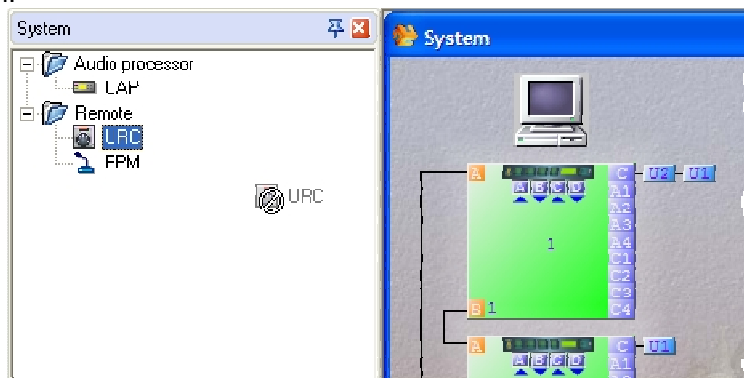 System
Audio processor
LAP
Remote
URC
FPM
URC
System
A
C
U2
U1
A B C D
A1
A2
A3
A4
C1
C2
C3
C4
1
B 1
A
C
U1
A B C D
A1